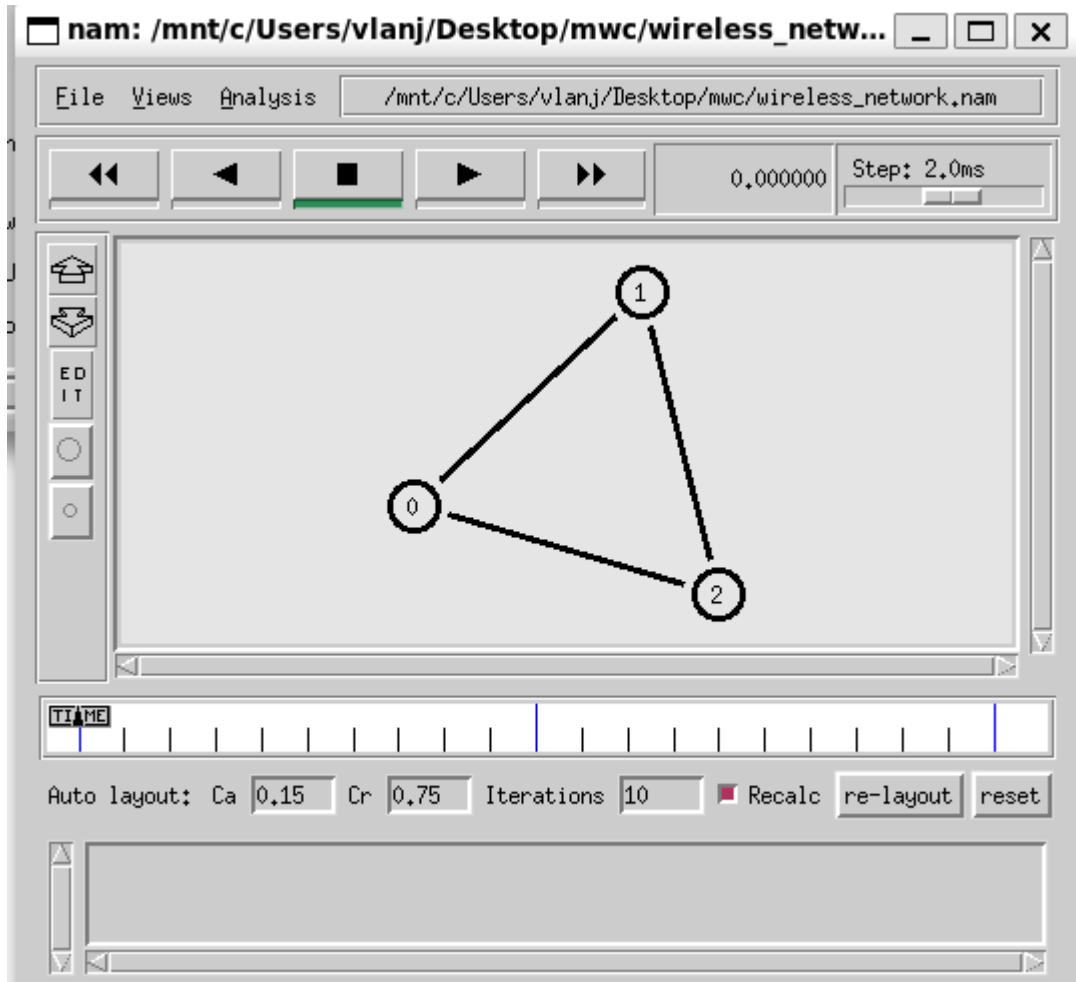 nam: /mnt/c/Users/vlanj/Desktop/mwc/wireless_netw...
File Views Analysis /mnt/c/Users/vlanj/Desktop/mwc/wireless_network.nam
0.000000 Step: 2.0ms
ED
IT
1
0
2
TIME
Auto layout: Ca 0.15 Cr 0.75 Iterations 10 Recalc re-layout reset